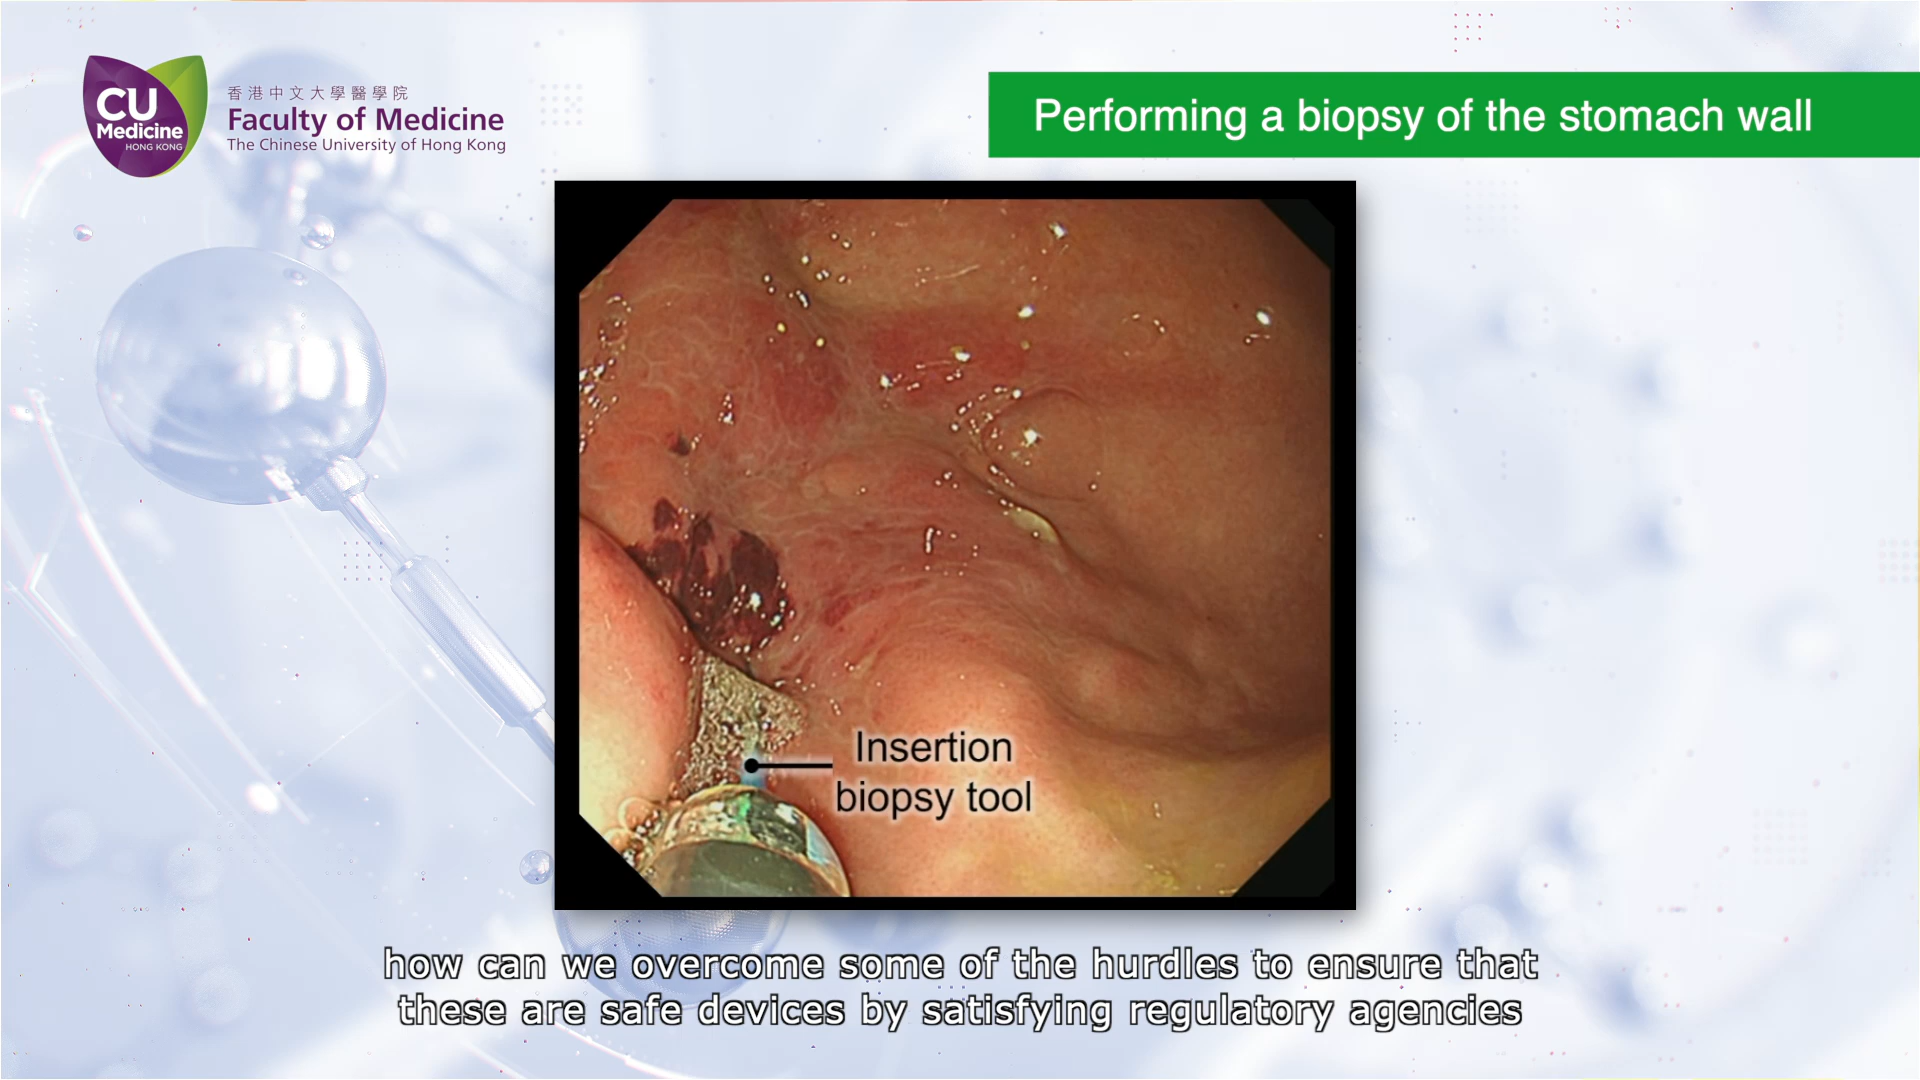 CU
Medicine
HONG KONG
香港中文大學醫學院
Faculty of Medicine
The Chinese University of Hong Kong
Performing a biopsy of the stomach wall
Insertion
biopsy tool
how can we overcome some of the hurdles to ensure that
these are safe devices by satisfying regulatory agencies